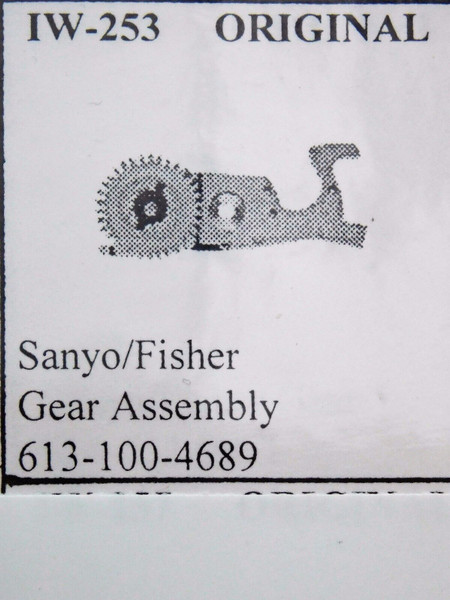 IW-253 ORIGINAL
Sanyo/Fisher
Gear Assembly
613-100-4689